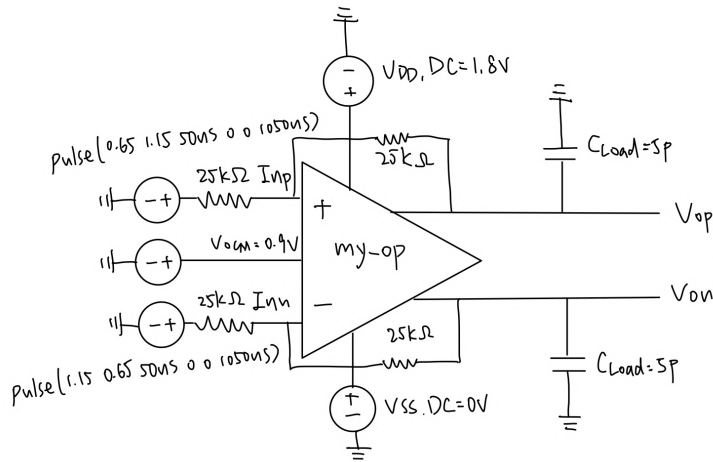 VDD, DC=1.8V
pulse(0.65 1.15 50ns 0 0 1050ns)
25kΩ
CLoad=5p
25kΩ Inp
+
Vop
Vocm=0.9V
my-op
25kΩ Inn
−
Von
25kΩ
CLoad=5p
pulse(1.15 0.65 50ns 0 0 1050ns)
VSS.DC=0V